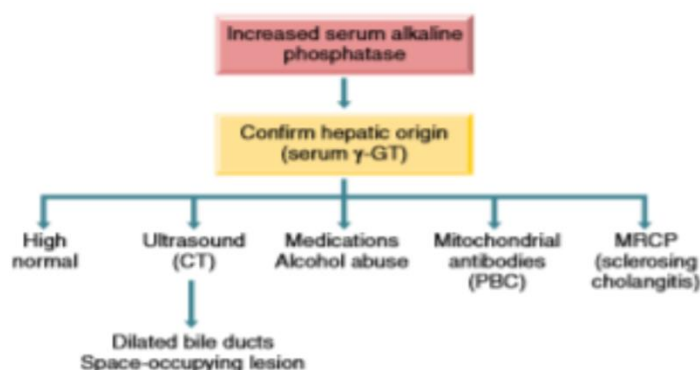 Increased serum alkaline
phosphatase
Confirm hepatic origin
(serum γ-GT)
High
normal
Ultrasound
(CT)
Medications
Alcohol abuse
Mitochondrial
antibodies
(PBC)
MRCP
(sclerosing
cholangitis)
Dilated bile ducts
Space-occupying lesion